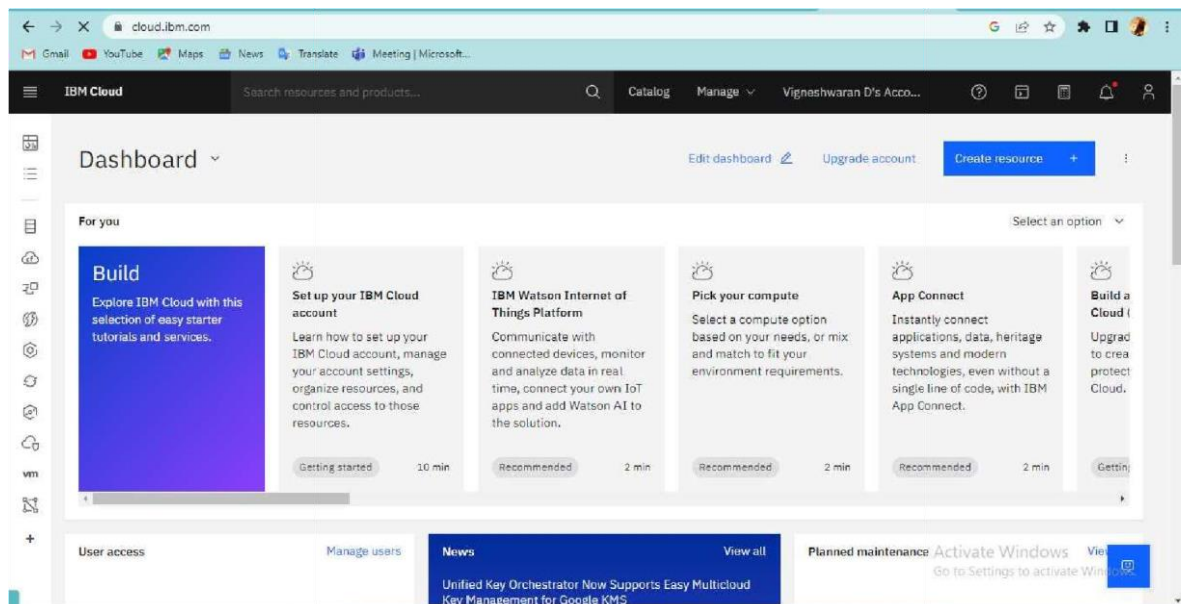 cloud.ibm.com
Gmail YouTube Maps News Translate Meeting | Microsoft...
IBM Cloud Search resources and products... Catalog Manage Vigneshwaran D's Acco...
Dashboard Edit dashboard Upgrade account Create resource +
For you Select an option
Build
Explore IBM Cloud with this
selection of easy starter
tutorials and services.
Set up your IBM Cloud
account
Learn how to set up your
IBM Cloud account, manage
your account settings,
organize resources, and
control access to those
resources.
Getting started 10 min
IBM Watson Internet of
Things Platform
Communicate with
connected devices, monitor
and analyze data in real
time, connect your own IoT
apps and add Watson AI to
the solution.
Recommended 2 min
Pick your compute
Select a compute option
based on your needs, or mix
and match to fit your
environment requirements.
Recommended 2 min
App Connect
Instantly connect
applications, data, heritage
systems and modern
technologies, even without a
single line of code, with IBM
App Connect.
Recommended 2 min
Build a
Cloud (
Upgrad
to crea
protect
Cloud.
Getting
vm
User access Manage users
News View all
Unified Key Orchestrator Now Supports Easy Multicloud
Key Management for Google KMS
Planned maintenance
Activate Windows
Go to Settings to activate Windows.